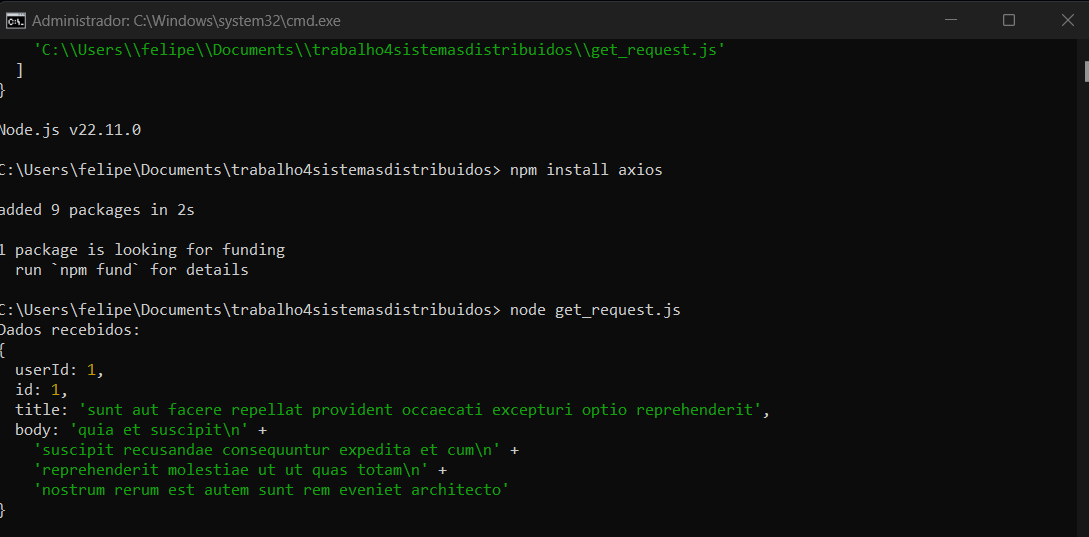 Administrador: C:\Windows\system32\cmd.exe
'C:\\Users\\felipe\\Documents\\trabalho4sistemasdistribuidos\\get_request.js'
]
}
Node.js v22.11.0
C:\Users\felipe\Documents\trabalho4sistemasdistribuidos> npm install axios
added 9 packages in 2s
1 package is looking for funding
run `npm fund` for details
C:\Users\felipe\Documents\trabalho4sistemasdistribuidos> node get_request.js
Dados recebidos:
{
userId: 1,
id: 1,
title: 'sunt aut facere repellat provident occaecati excepturi optio reprehenderit',
body: 'quia et suscipit\n' +
'suscipit recusandae consequuntur expedita et cum\n' +
'reprehenderit molestiae ut ut quas totam\n' +
'nostrum rerum est autem sunt rem eveniet architecto'
}